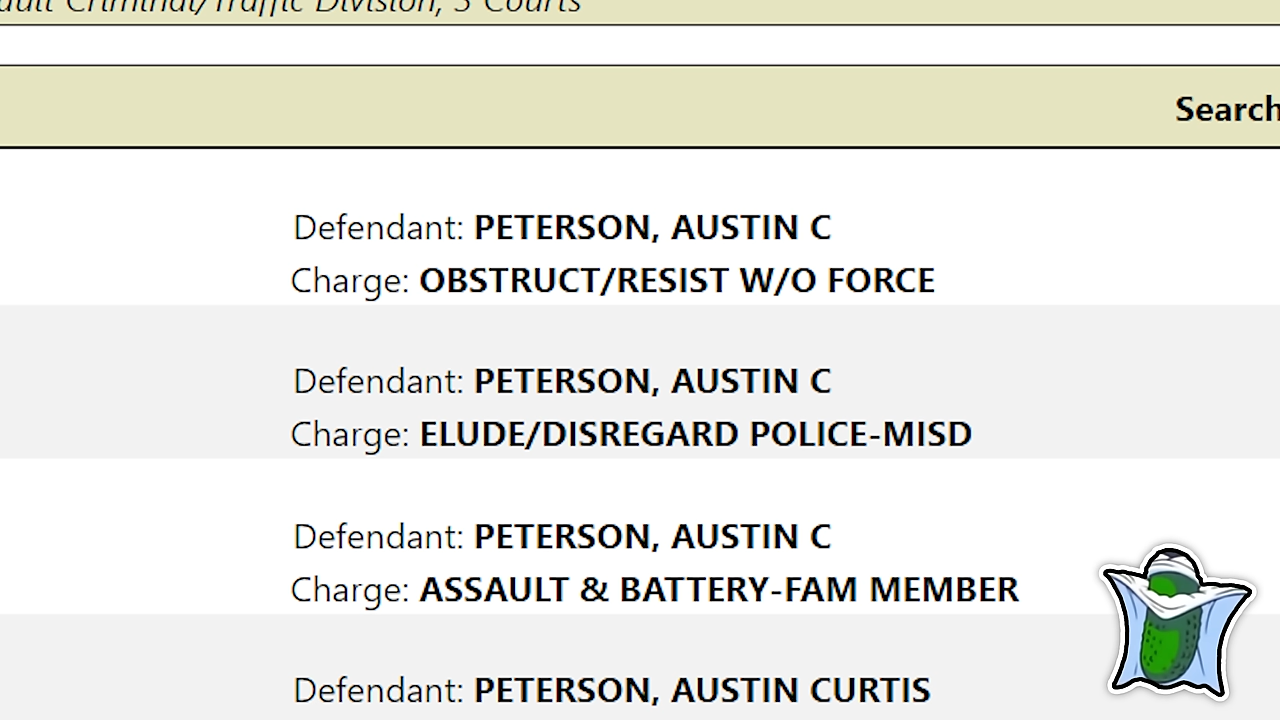 Criminal/Traffic Division, 3 Courts
Search
Defendant: PETERSON, AUSTIN C
Charge: OBSTRUCT/RESIST W/O FORCE
Defendant: PETERSON, AUSTIN C
Charge: ELUDE/DISREGARD POLICE-MISD
Defendant: PETERSON, AUSTIN C
Charge: ASSAULT & BATTERY-FAM MEMBER
Defendant: PETERSON, AUSTIN CURTIS